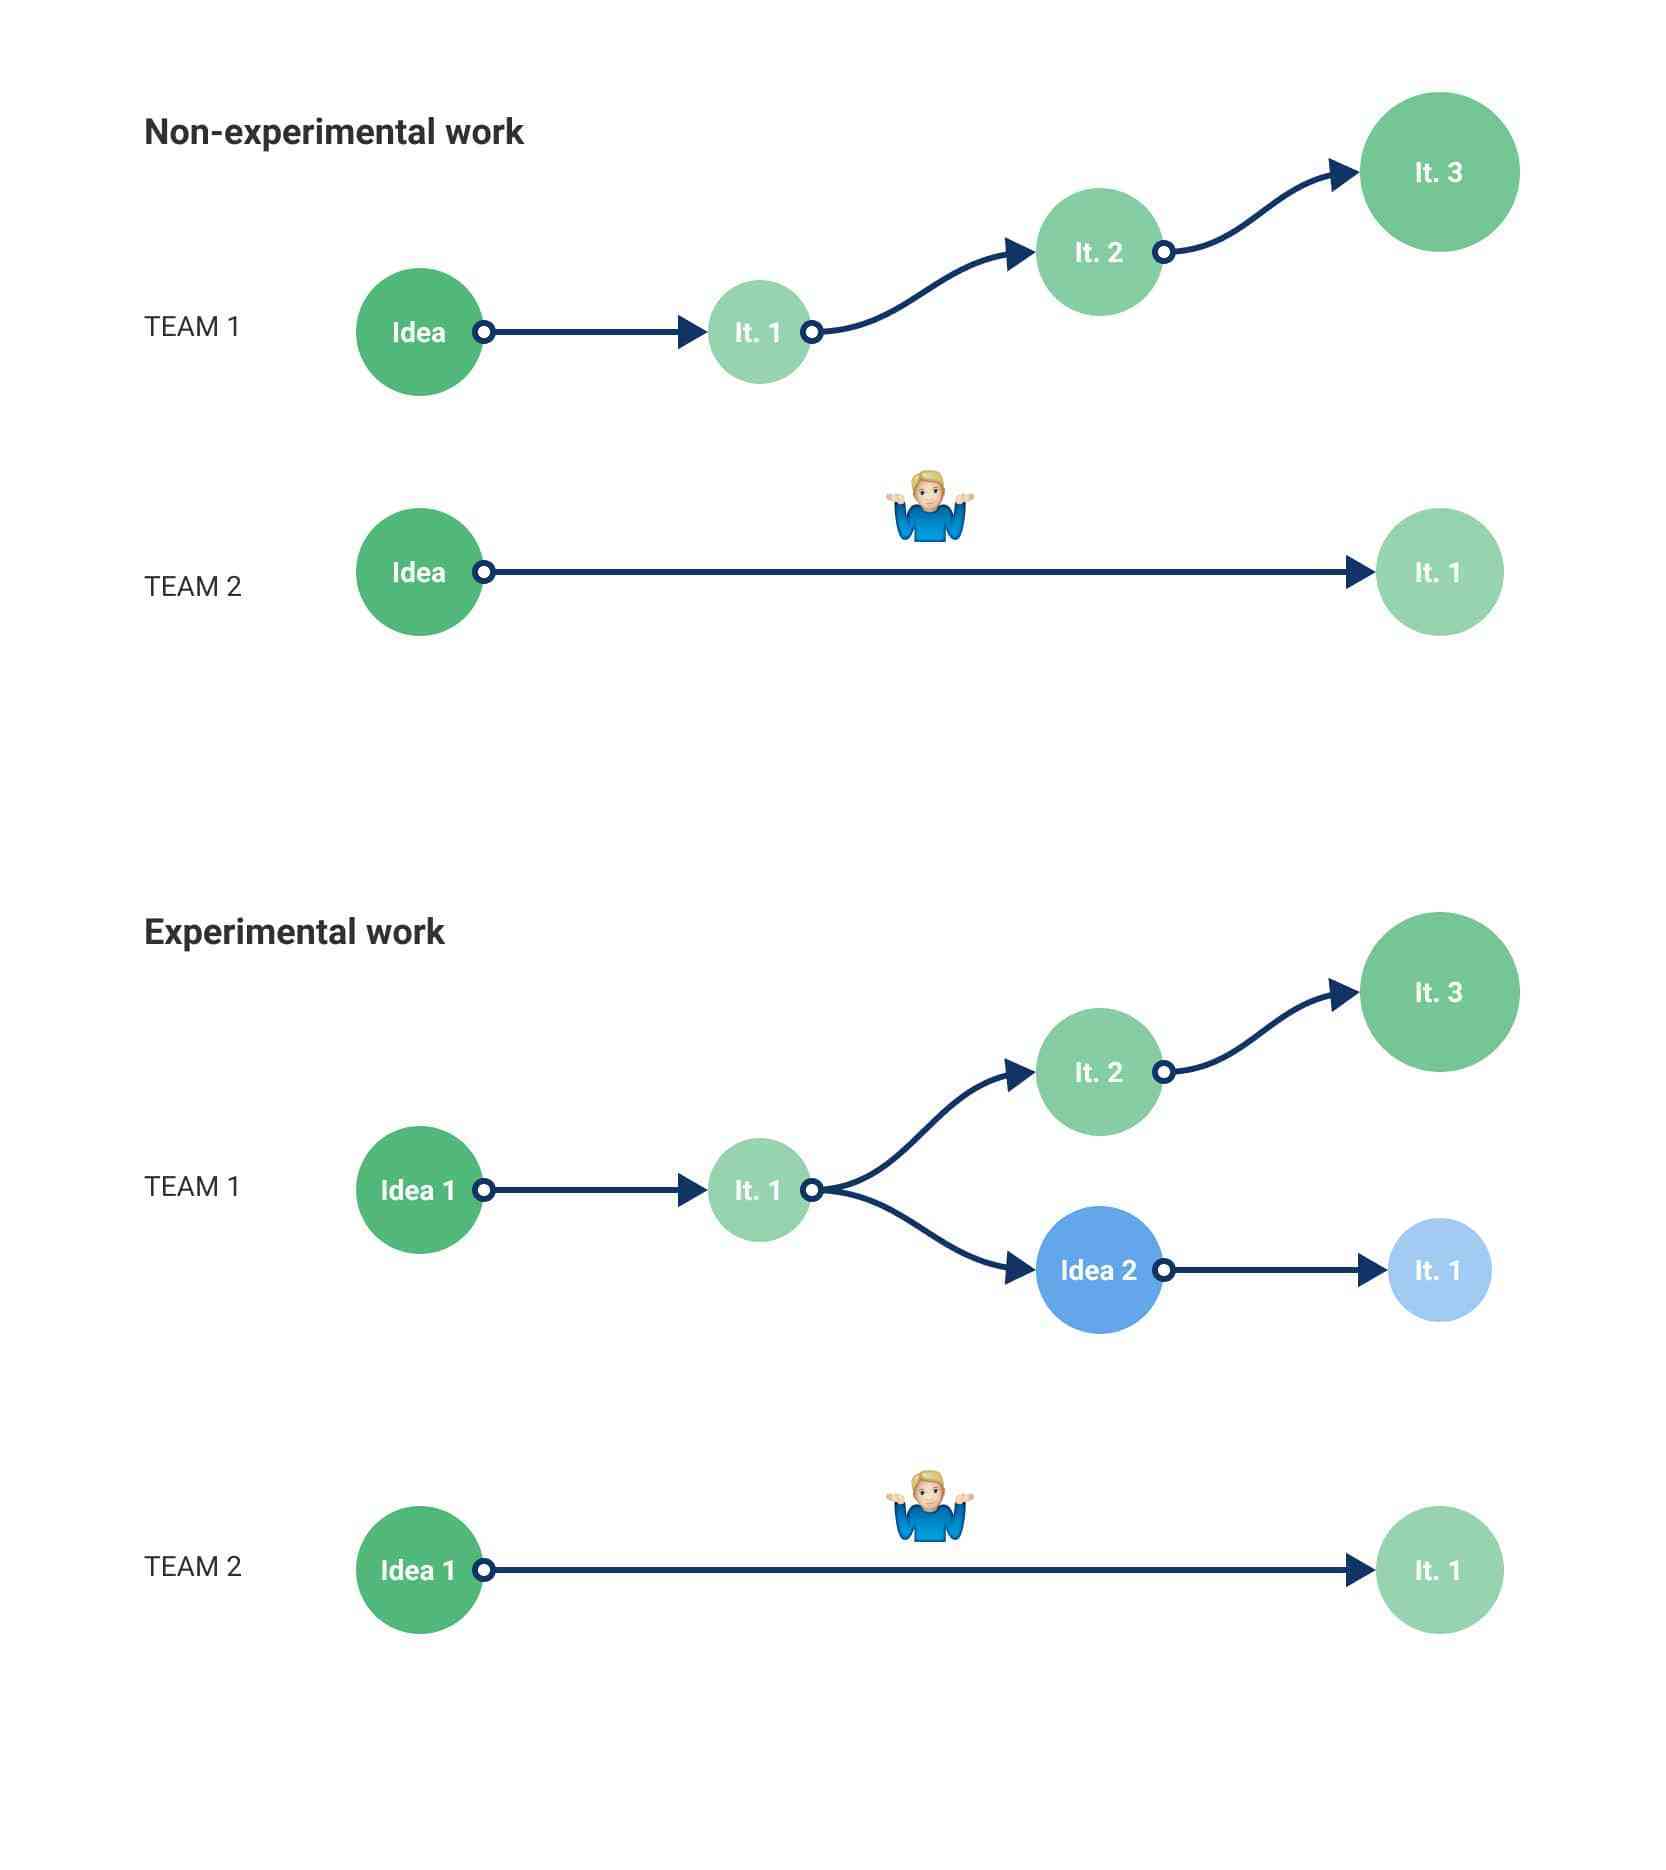 Non-experimental work
It. 3
It. 2
TEAM 1
Idea
It. 1
TEAM 2
Idea
It. 1
Experimental work
It. 3
It. 2
TEAM 1
Idea 1
It. 1
Idea 2
It. 1
TEAM 2
Idea 1
It. 1